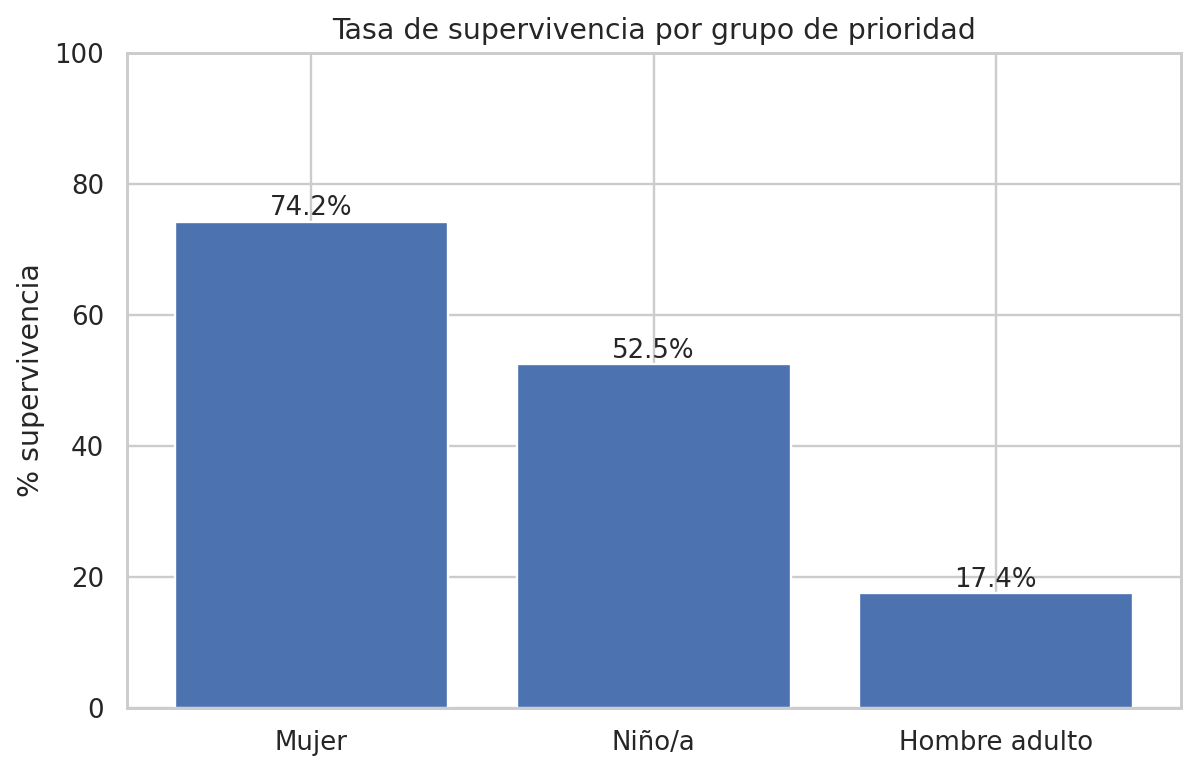 Tasa de supervivencia por grupo de prioridad
% supervivencia
100
80
60
40
20
0
74.2%
52.5%
17.4%
Mujer
Niño/a
Hombre adulto